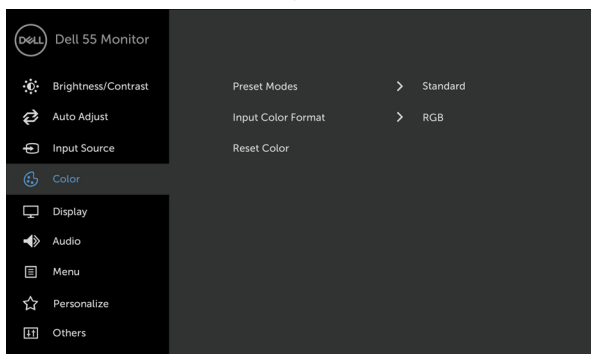 DELL Dell 55 Monitor
Brightness/Contrast
Auto Adjust
Input Source
Color
Display
Audio
Menu
Personalize
Others
Preset Modes > Standard
Input Color Format > RGB
Reset Color